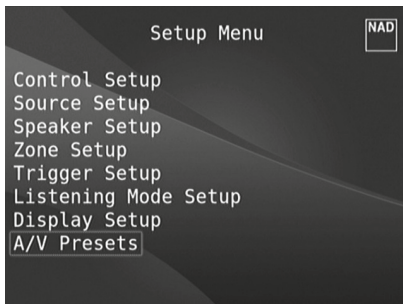 Setup Menu
NAD
Control Setup
Source Setup
Speaker Setup
Zone Setup
Trigger Setup
Listening Mode Setup
Display Setup
A/V Presets